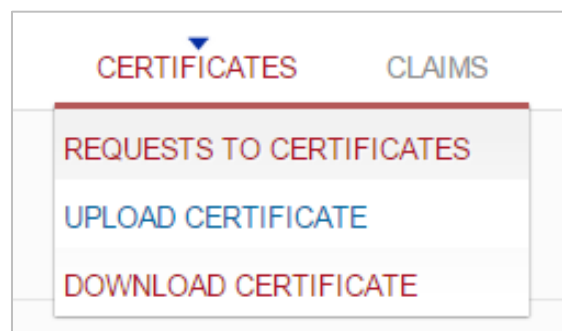 CERTIFICATES CLAIMS
REQUESTS TO CERTIFICATES
UPLOAD CERTIFICATE
DOWNLOAD CERTIFICATE